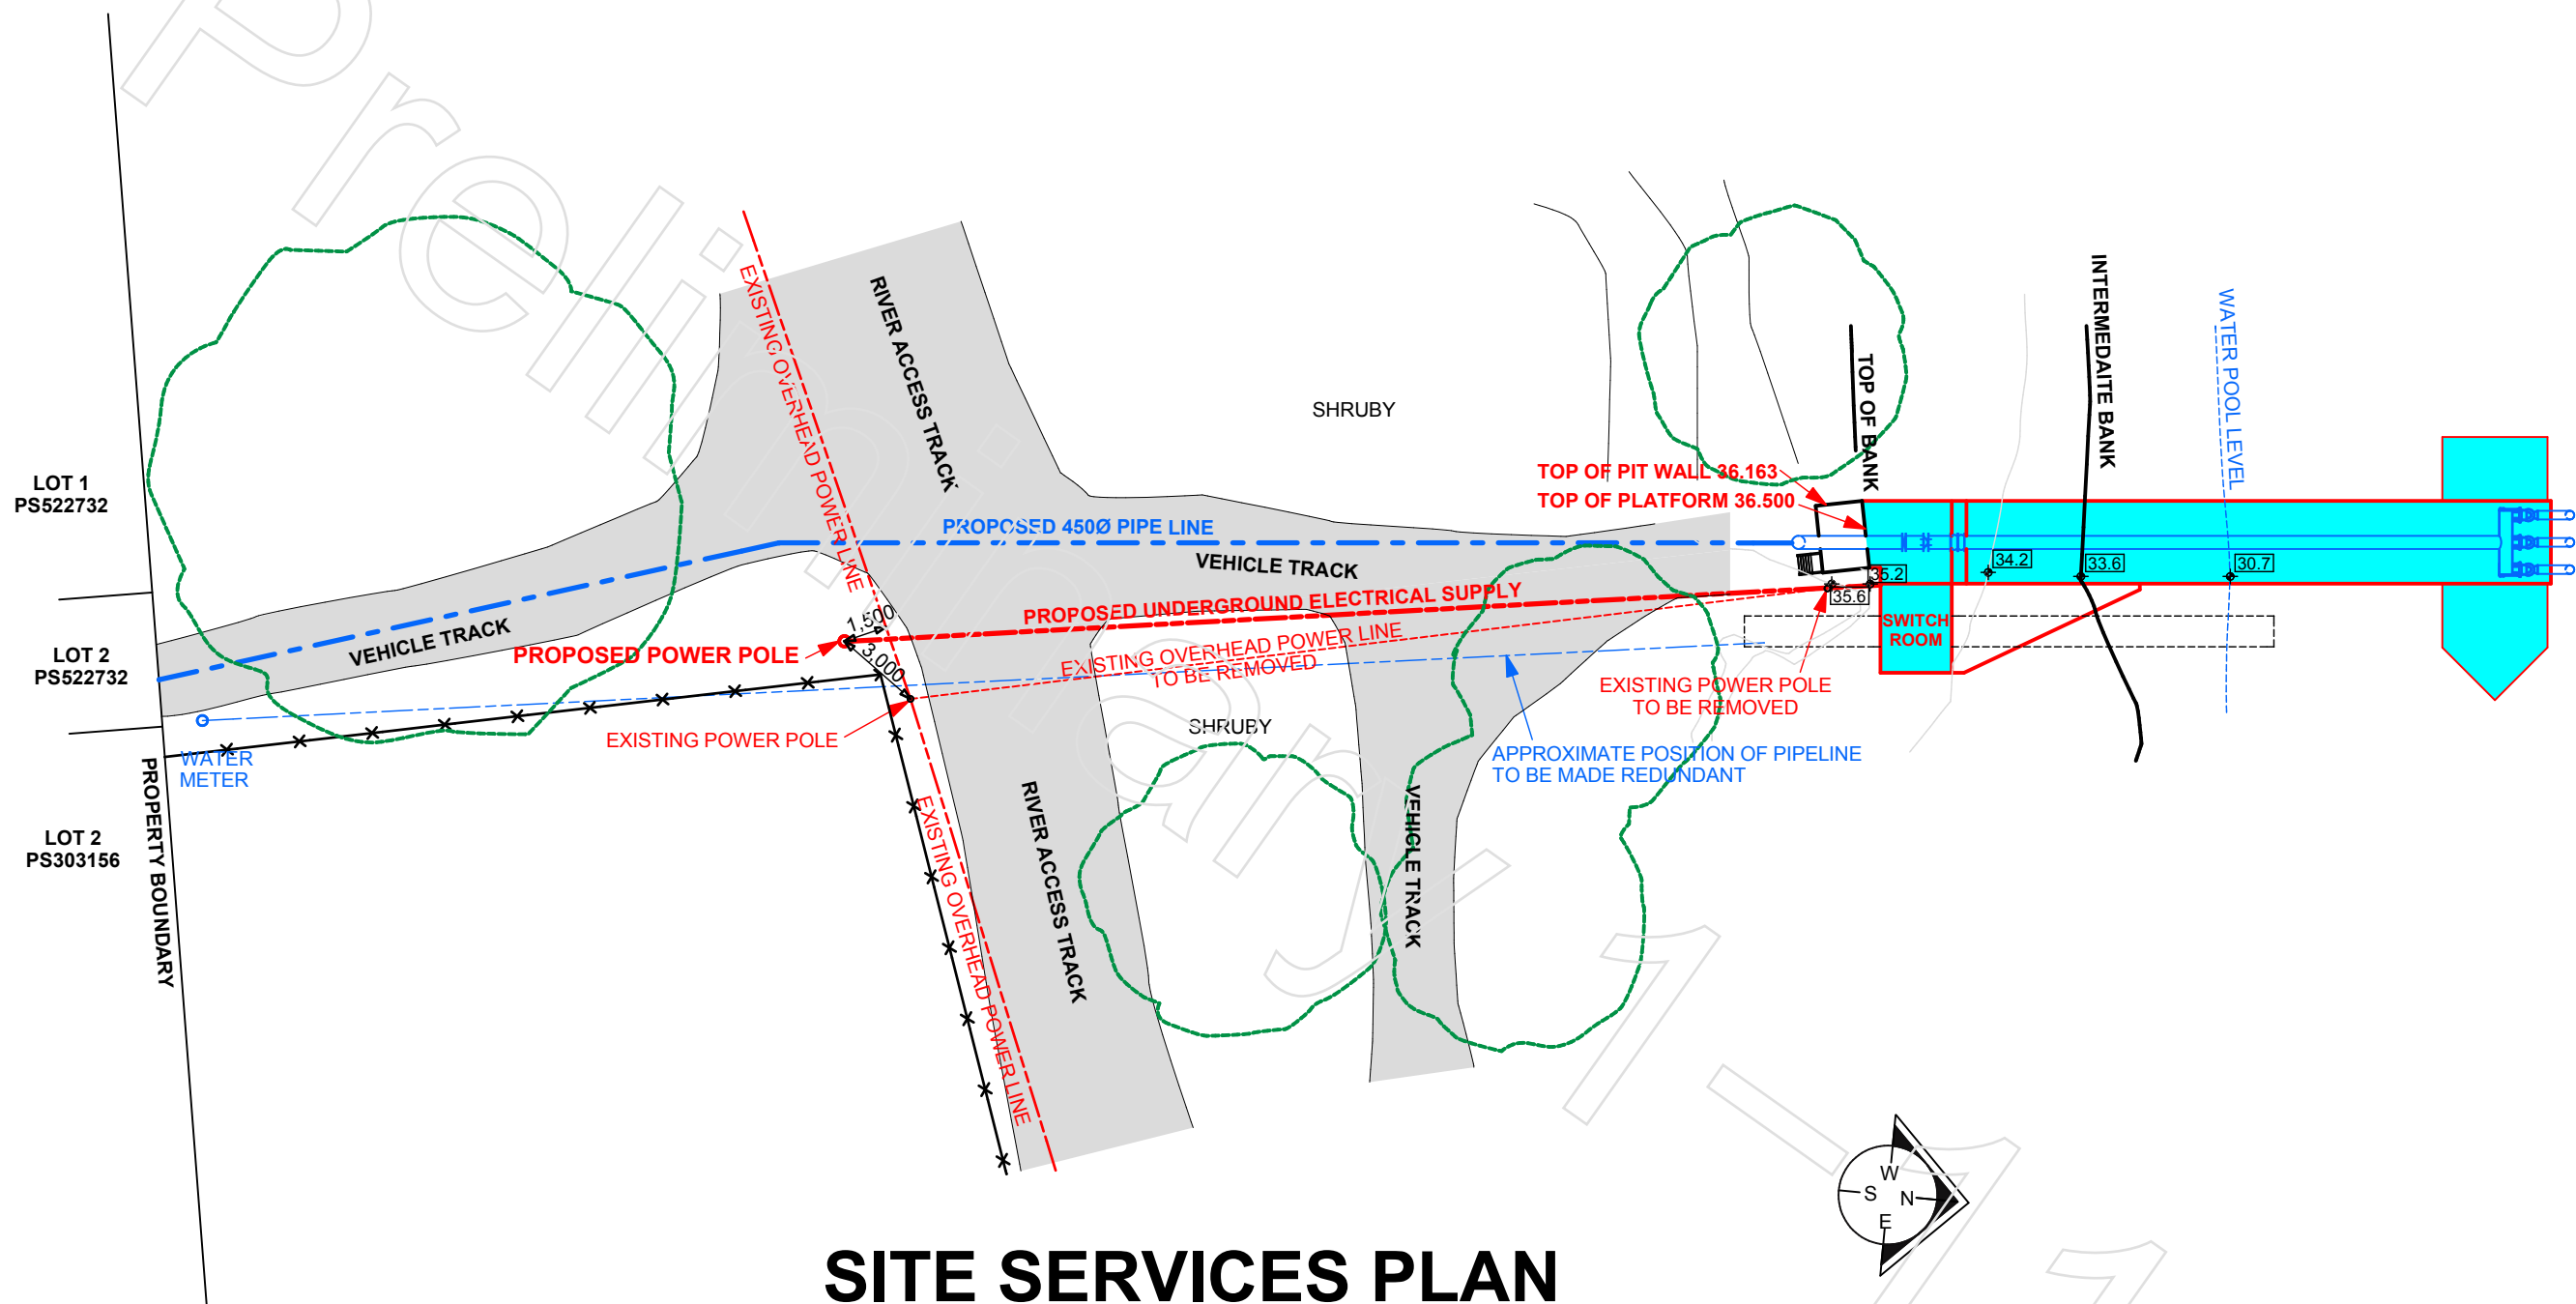 EXISTING OVERHEAD POWER LINE
RIVER ACCESS TRACK
SHRUBY
TOP OF BANK
INTERMEDAITE BANK
WATER POOL LEVEL
LOT 1
PS522732
TOP OF PIT WALL 36.163
TOP OF PLATFORM 36.500
PROPOSED 450Ø PIPE LINE
VEHICLE TRACK
35.2
34.2
33.6
30.7
35.6
PROPOSED UNDERGROUND ELECTRICAL SUPPLY
1,500
3,000
VEHICLE TRACK
PROPOSED POWER POLE
EXISTING OVERHEAD POWER LINE
TO BE REMOVED
SWITCH
ROOM
LOT 2
PS522732
EXISTING POWER POLE
TO BE REMOVED
EXISTING POWER POLE
SHRUBY
WATER
METER
APPROXIMATE POSITION OF PIPELINE
TO BE MADE REDUNDANT
LOT 2
PS303156
PROPERTY BOUNDARY
EXISTING OVERHEAD POWER LINE
RIVER ACCESS TRACK
VEHICLE TRACK
W
S
N
E
SITE SERVICES PLAN